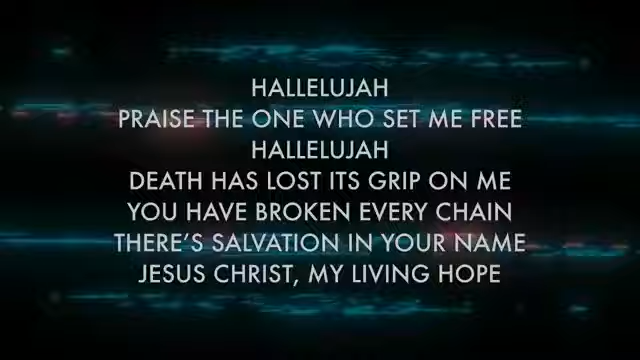 HALLELUJAH
PRAISE THE ONE WHO SET ME FREE
HALLELUJAH
DEATH HAS LOST ITS GRIP ON ME
YOU HAVE BROKEN EVERY CHAIN
THERE’S SALVATION IN YOUR NAME
JESUS CHRIST, MY LIVING HOPE